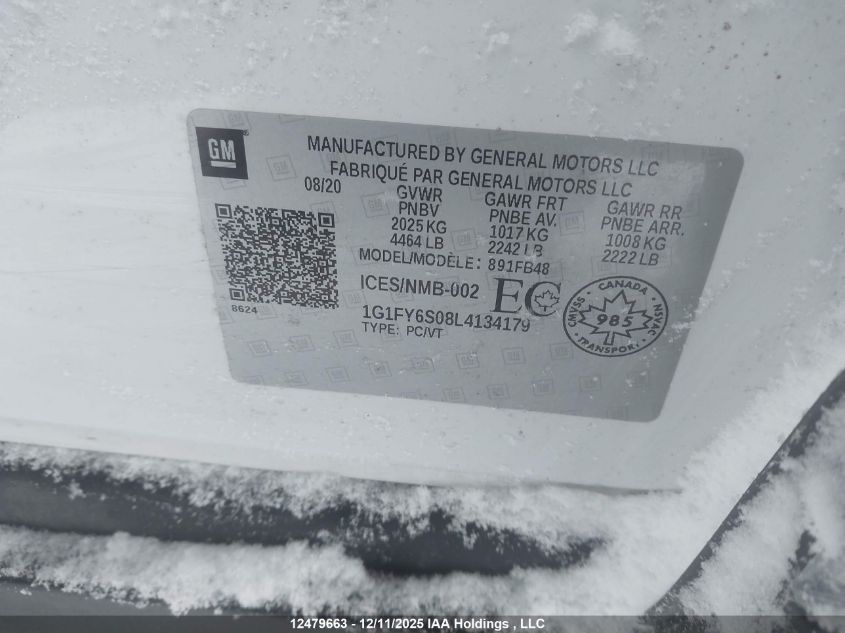 GM
MANUFACTURED BY GENERAL MOTORS LLC
FABRIQUÉ PAR GENERAL MOTORS LLC
08/20
GVWR GAWR FRT GAWR RR
PNBV PNBE AV. PNBE ARR.
2025 KG 1017 KG 1008 KG
4464 LB 2242 LB 2222 LB
MODEL/MODÈLE: 891FB48
ICES/NMB-002 EC
8624
1G1FY6S08L4134179
TYPE: PC/VT
CANADA
CMVSS 985 NSVAC
TRANSPORT
12479663 - 12/11/2025 IAA Holdings , LLC